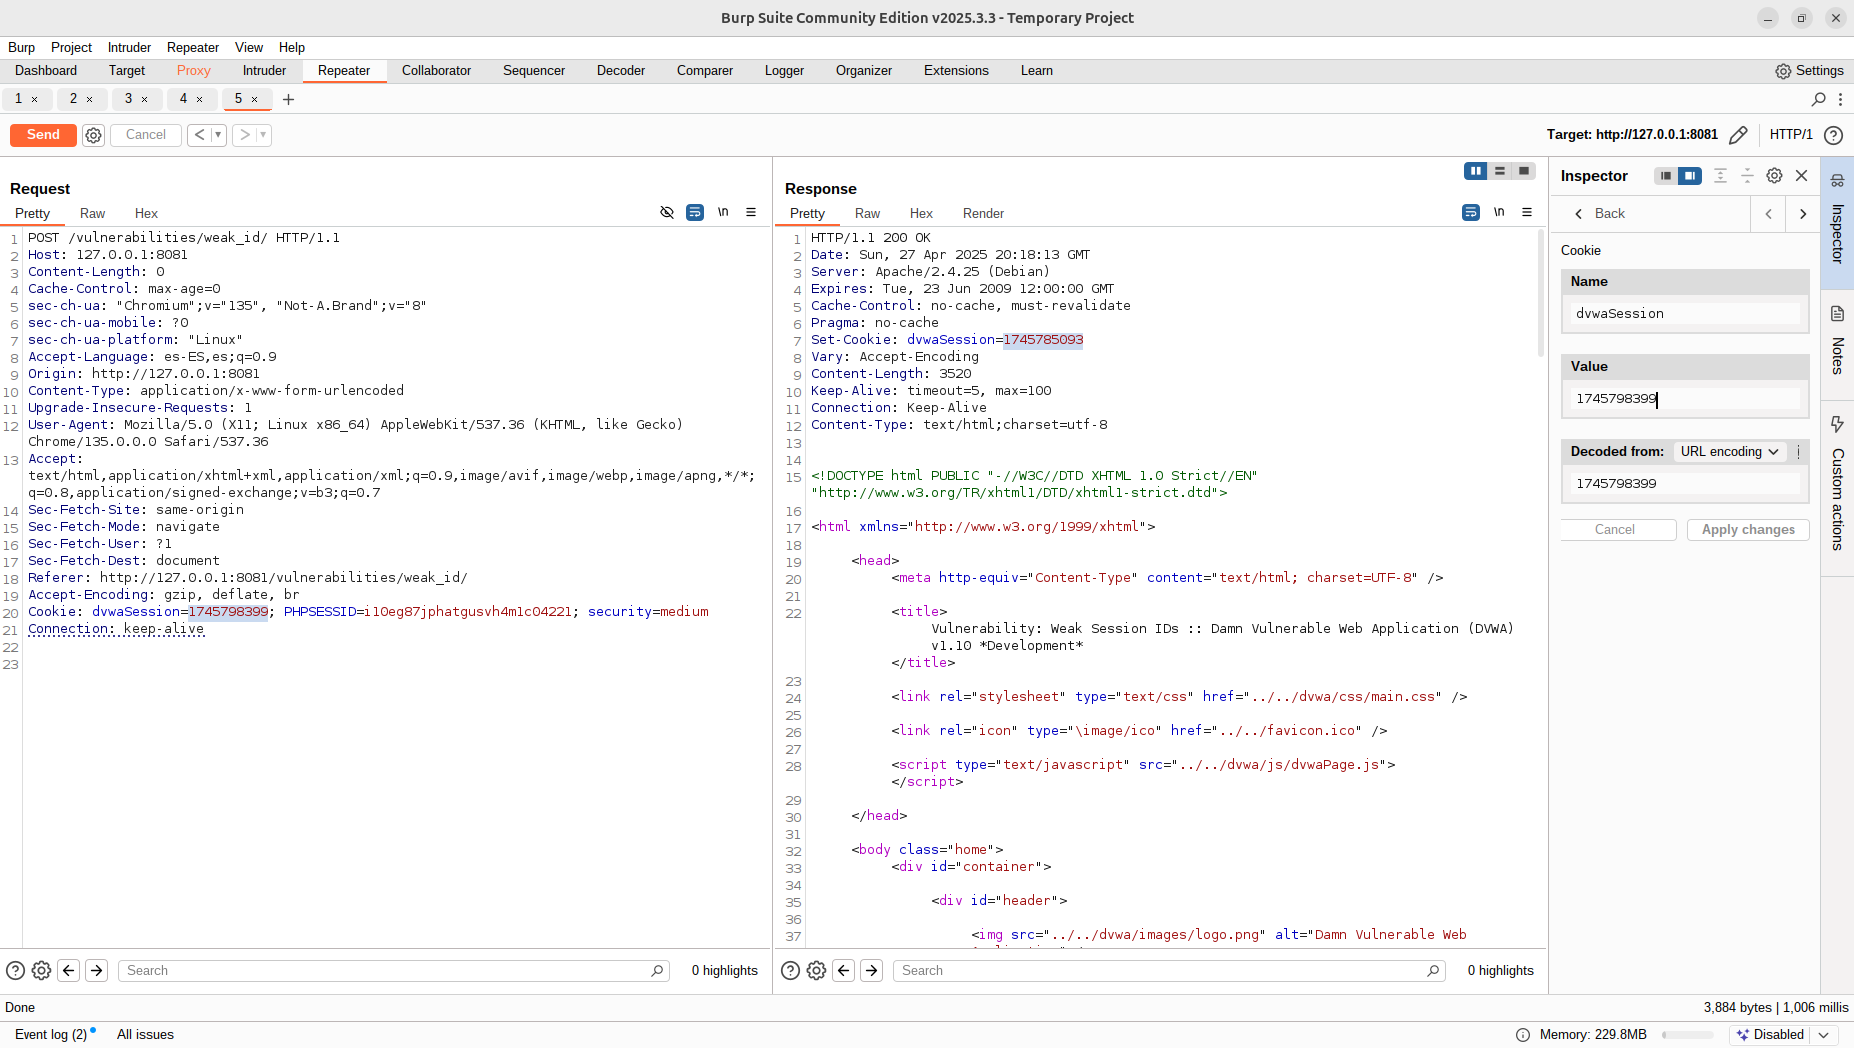 Burp Suite Community Edition v2025.3.3 - Temporary Project
Burp Project Intruder Repeater View Help
Dashboard Target Proxy Intruder Repeater Collaborator Sequencer Decoder Comparer Logger Organizer Extensions Learn Settings
1 × 2 × 3 × 4 × 5 × +
Send Cancel < > Target: http://127.0.0.1:8081 HTTP/1
Request
Pretty Raw Hex \n
1 POST /vulnerabilities/weak_id/ HTTP/1.1
2 Host: 127.0.0.1:8081
3 Content-Length: 0
4 Cache-Control: max-age=0
5 sec-ch-ua: "Chromium";v="135", "Not-A.Brand";v="8"
6 sec-ch-ua-mobile: ?0
7 sec-ch-ua-platform: "Linux"
8 Accept-Language: es-ES,es;q=0.9
9 Origin: http://127.0.0.1:8081
10 Content-Type: application/x-www-form-urlencoded
11 Upgrade-Insecure-Requests: 1
12 User-Agent: Mozilla/5.0 (X11; Linux x86_64) AppleWebKit/537.36 (KHTML, like Gecko)
Chrome/135.0.0.0 Safari/537.36
13 Accept:
text/html,application/xhtml+xml,application/xml;q=0.9,image/avif,image/webp,image/apng,*/*;
q=0.8,application/signed-exchange;v=b3;q=0.7
14 Sec-Fetch-Site: same-origin
15 Sec-Fetch-Mode: navigate
16 Sec-Fetch-User: ?1
17 Sec-Fetch-Dest: document
18 Referer: http://127.0.0.1:8081/vulnerabilities/weak_id/
19 Accept-Encoding: gzip, deflate, br
20 Cookie: dvwaSession=1745798399; PHPSESSID=i10eg87jphatgusvh4m1c04221; security=medium
21 Connection: keep-alive
22
23
Search 0 highlights
Response
Pretty Raw Hex Render \n
1 HTTP/1.1 200 OK
2 Date: Sun, 27 Apr 2025 20:18:13 GMT
3 Server: Apache/2.4.25 (Debian)
4 Expires: Tue, 23 Jun 2009 12:00:00 GMT
5 Cache-Control: no-cache, must-revalidate
6 Pragma: no-cache
7 Set-Cookie: dvwaSession=1745785093
8 Vary: Accept-Encoding
9 Content-Length: 3520
10 Keep-Alive: timeout=5, max=100
11 Connection: Keep-Alive
12 Content-Type: text/html;charset=utf-8
13
14
15 <!DOCTYPE html PUBLIC "-//W3C//DTD XHTML 1.0 Strict//EN"
"http://www.w3.org/TR/xhtml1/DTD/xhtml1-strict.dtd">
16
17 <html xmlns="http://www.w3.org/1999/xhtml">
18
19 <head>
20 <meta http-equiv="Content-Type" content="text/html; charset=UTF-8" />
21
22 <title>
Vulnerability: Weak Session IDs :: Damn Vulnerable Web Application (DVWA)
v1.10 *Development*
</title>
23
24 <link rel="stylesheet" type="text/css" href="../../dvwa/css/main.css" />
25
26 <link rel="icon" type="\image/ico" href="../../favicon.ico" />
27
28 <script type="text/javascript" src="../../dvwa/js/dvwaPage.js">
</script>
29
30 </head>
31
32 <body class="home">
33 <div id="container">
34
35 <div id="header">
36
37 <img src="../../dvwa/images/logo.png" alt="Damn Vulnerable Web
Search 0 highlights
Inspector
Back
Cookie
Name
dvwaSession
Value
1745798399
Decoded from: URL encoding
1745798399
Cancel Apply changes
Inspector
Notes
Custom actions
Done 3,884 bytes | 1,006 millis
Event log (2) All issues Memory: 229.8MB Disabled